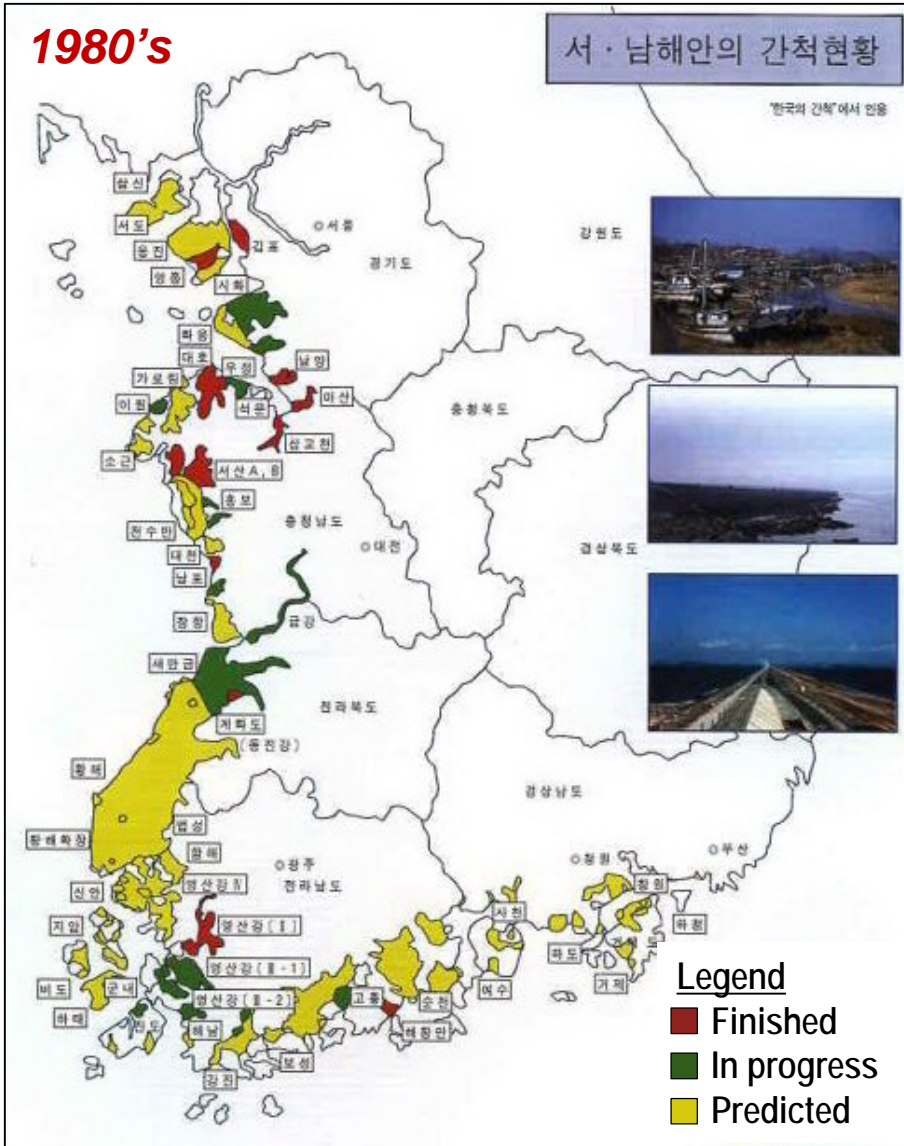 1980's
서·남해안의 간척현황
"한국의 간척"에서 인용
삼신
서도
옹진
영종
김포
서울
경기도
강원도
시화
화옹
대호
우정
남양
가로림
이원
석문
아산
삽교천
소근
서산A,B
홍보
천수만
대천
남포
장항
충청남도
대전
충청북도
경상북도
금강
새만금
계화도
(동진강)
전라북도
황해
황해확장
법성
함해
신안
영산강Ⅳ
광주
전라남도
지암
영산강(Ⅱ)
영산강(Ⅲ-1)
영산강(Ⅲ-2)
비도
군내
하태
진도
해남
강진
보성
고흥
해창만
순천
여수
사천
경상남도
창원
부산
하청
거제
Legend
Finished
In progress
Predicted